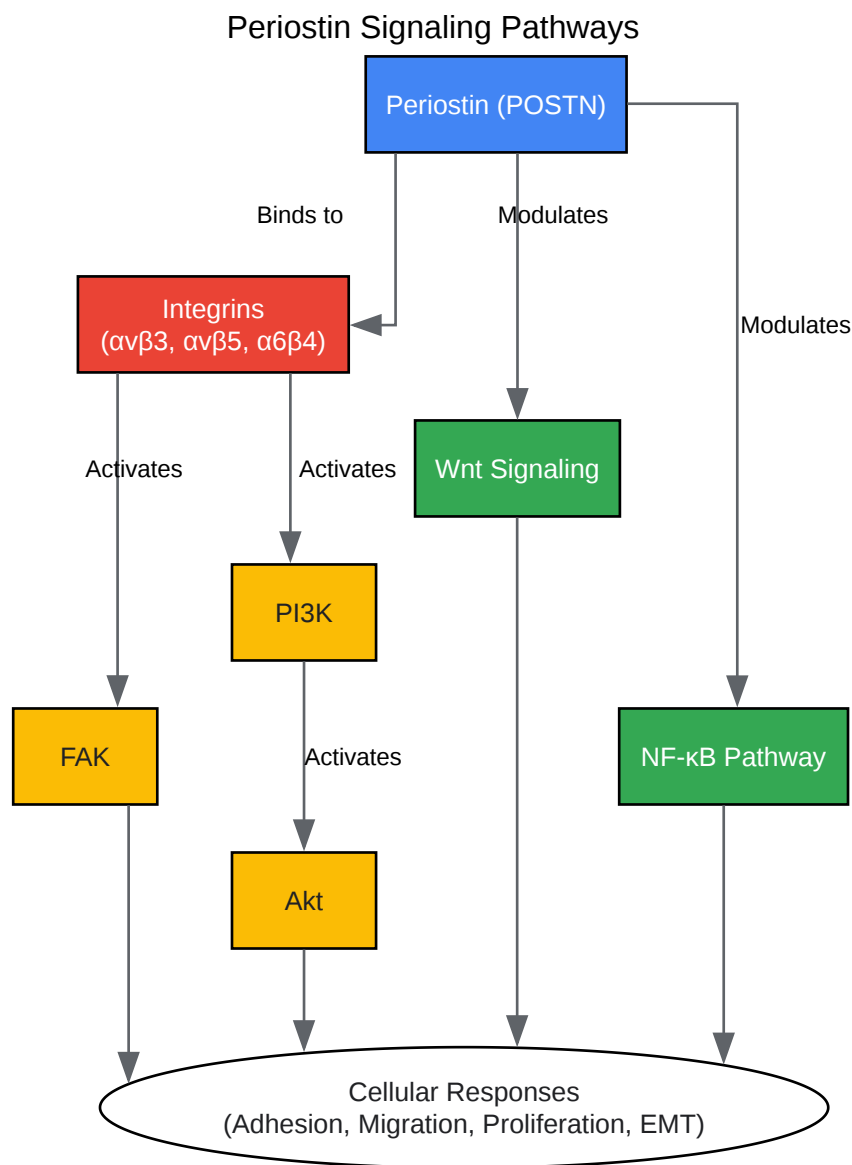 Periostin Signaling Pathways
Periostin (POSTN)
Binds to
Modulates
Integrins
(αvβ3, αvβ5, α6β4)
Modulates
Activates
Activates
Wnt Signaling
PI3K
FAK
Activates
NF-κB Pathway
Akt
Cellular Responses
(Adhesion, Migration, Proliferation, EMT)